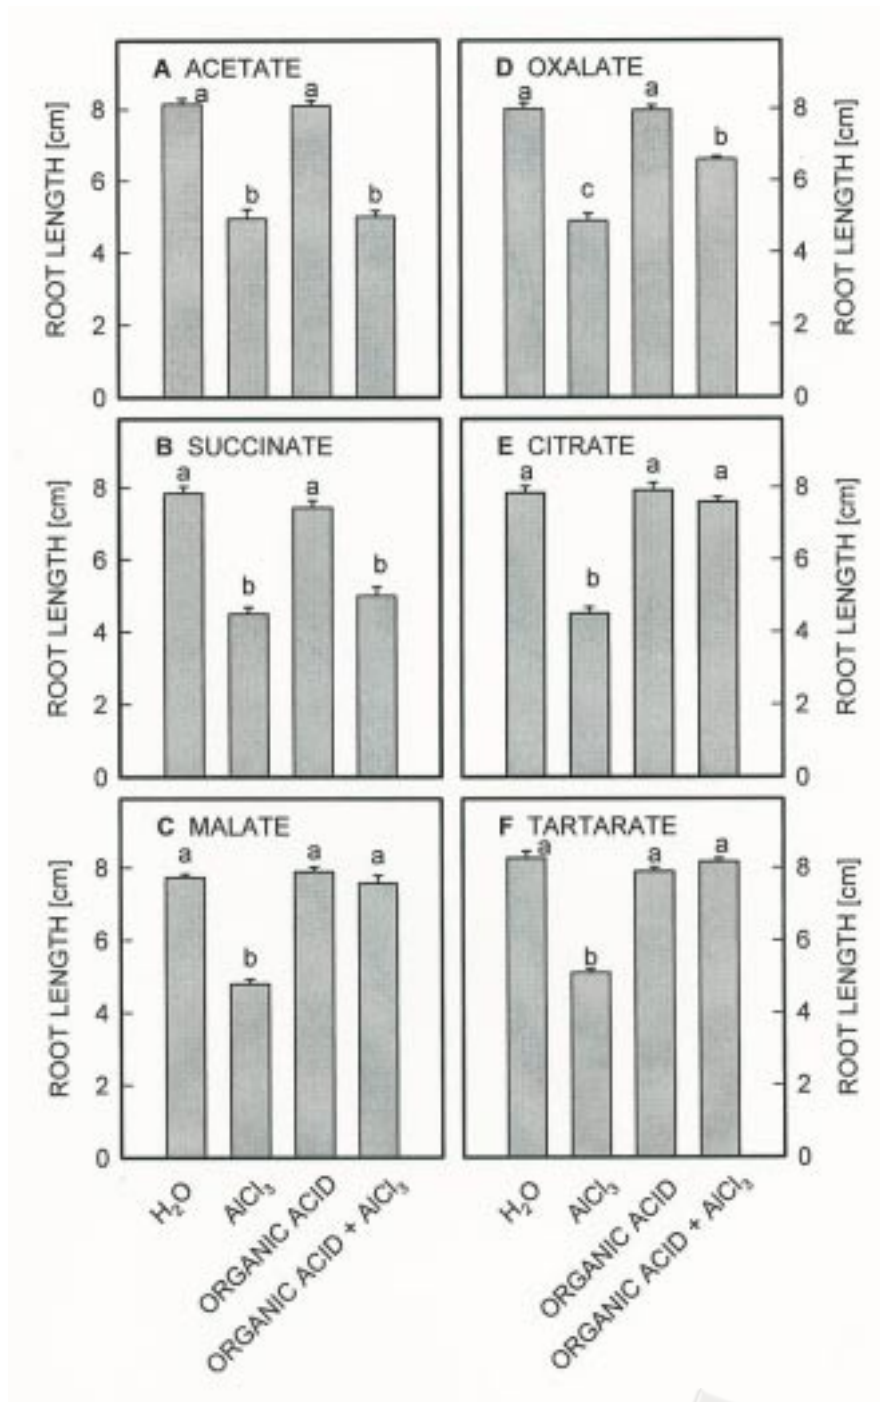 A ACETATE
ROOT LENGTH [cm]
8
6
4
2
0
a
b
a
b
D OXALATE
ROOT LENGTH [cm]
8
6
4
2
0
a
c
a
b
B SUCCINATE
ROOT LENGTH [cm]
8
6
4
2
0
a
b
a
b
E CITRATE
ROOT LENGTH [cm]
8
6
4
2
0
a
b
a
a
C MALATE
ROOT LENGTH [cm]
8
6
4
2
0
a
b
a
a
F TARTARATE
ROOT LENGTH [cm]
8
6
4
2
0
a
b
a
a
H₂O
AlCl₃
ORGANIC ACID
ORGANIC ACID + AlCl₃
H₂O
AlCl₃
ORGANIC ACID
ORGANIC ACID + AlCl₃